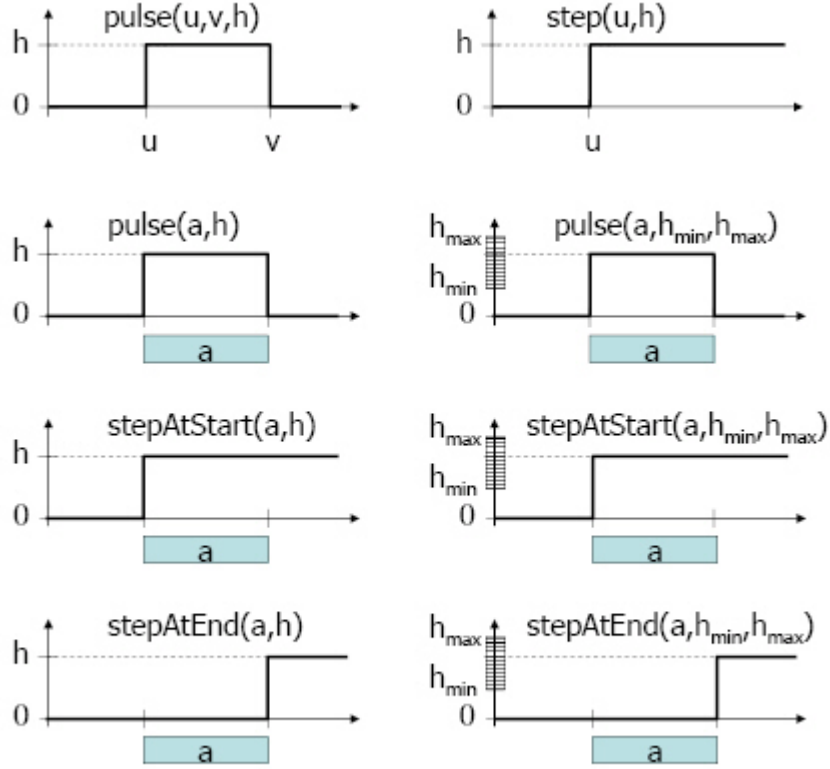 pulse(u,v,h)
h
0
u v
step(u,h)
h
0
u
pulse(a,h)
h
0
a
pulse(a,hmin,hmax)
hmax
hmin
0
a
stepAtStart(a,h)
h
0
a
stepAtStart(a,hmin,hmax)
hmax
hmin
0
a
stepAtEnd(a,h)
h
0
a
stepAtEnd(a,hmin,hmax)
hmax
hmin
0
a